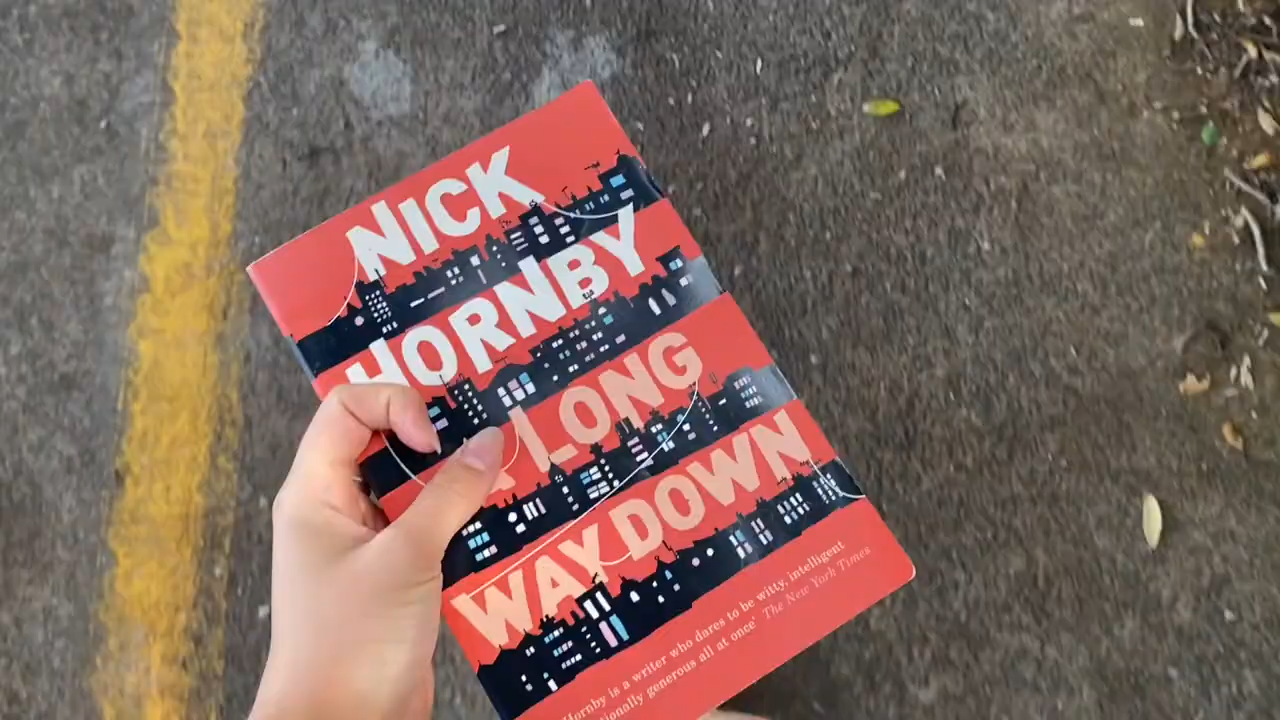 NICK
HORNBY
LONG
WAY DOWN
Hornby is a writer who dares to be witty, intelligent
generous all at once' The New York Times